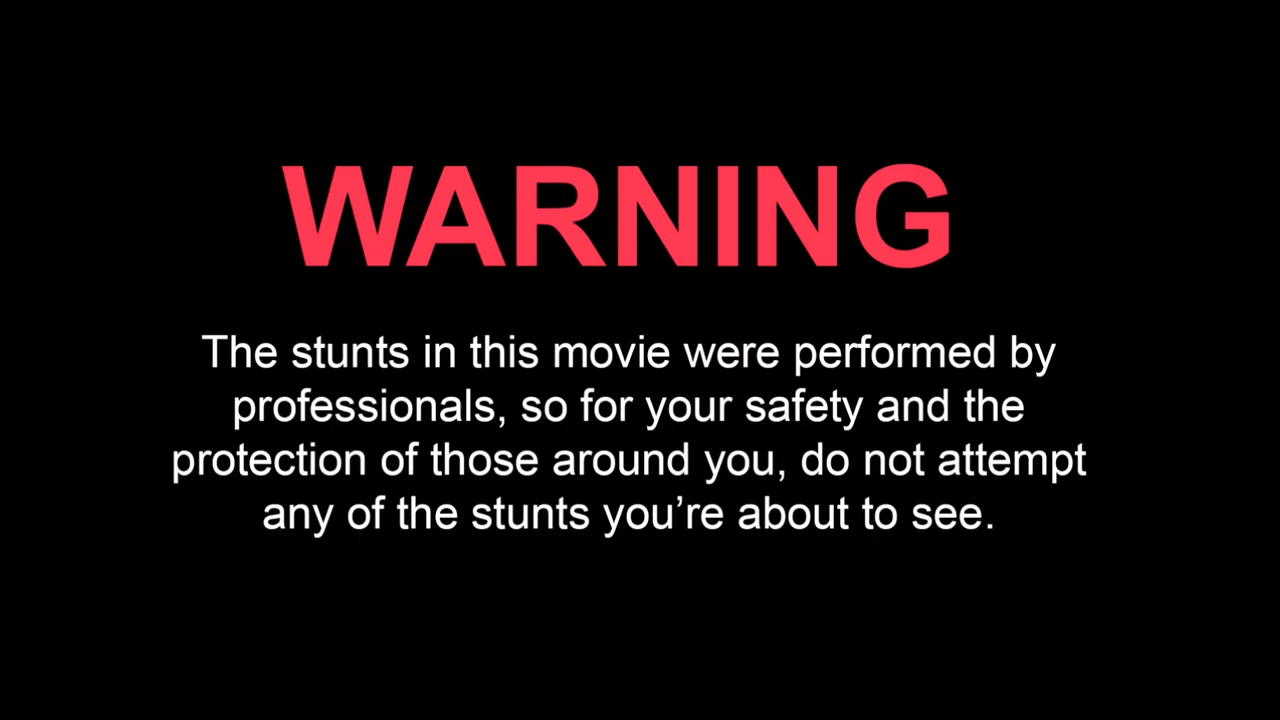 WARNING
The stunts in this movie were performed by
professionals, so for your safety and the
protection of those around you, do not attempt
any of the stunts you’re about to see.